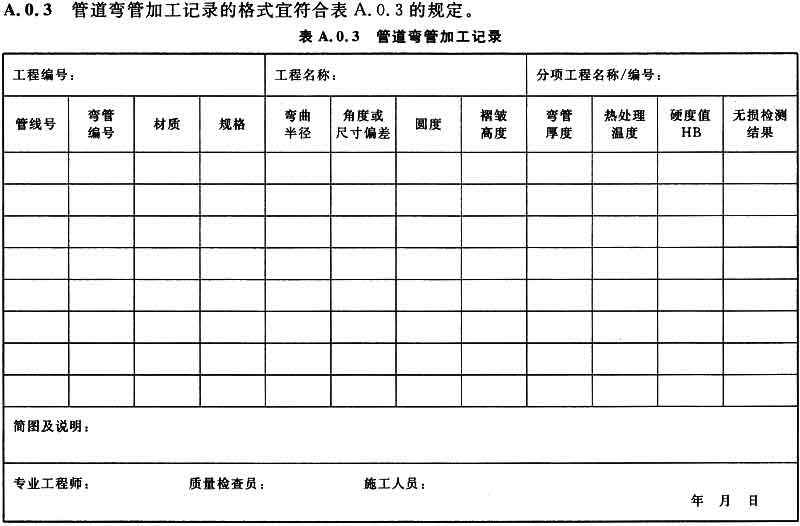 A.0.3 管道弯管加工记录的格式宜符合表 A.0.3 的规定。
表 A.0.3 管道弯管加工记录
工程编号： 工程名称： 分项工程名称/编号：
管线号 弯管编号 材质 规格 弯曲半径 角度或尺寸偏差 圆度 褶皱高度 弯管厚度 热处理温度 硬度值HB 无损检测结果
简图及说明：
专业工程师： 质量检查员： 施工人员：
年 月 日